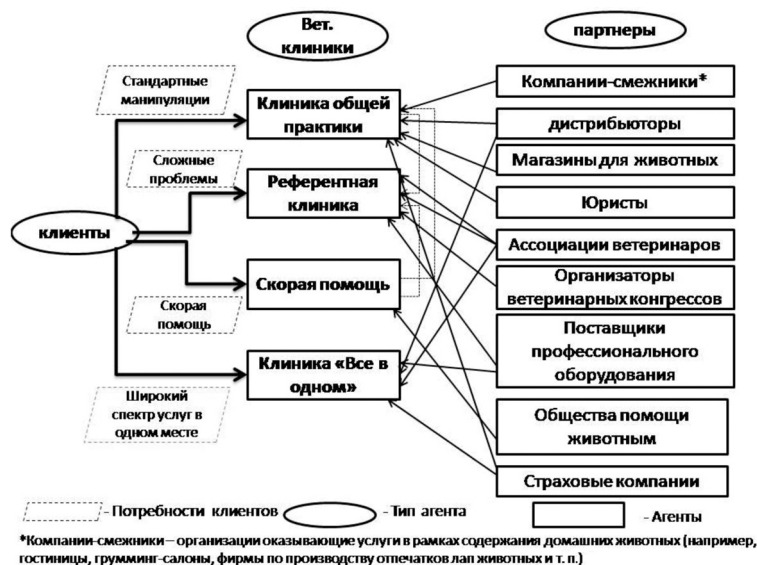 Вет.
клиники
партнеры
Стандартные
манипуляции
Клиника общей
практики
Компании-смежники*
дистрибьюторы
Магазины для животных
Сложные
проблемы
Референтная
клиника
Юристы
клиенты
Ассоциации ветеринаров
Организаторы
ветеринарных конгрессов
Скорая помощь
Скорая
помощь
Поставщики
профессионального
оборудования
Клиника «Все в
одном»
Широкий
спектр услуг в
одном месте
Общества помощи
животным
Страховые компании
- Потребности клиентов
- Тип агента
- Агенты
*Компании-смежники – организации оказывающие услуги в рамках содержания домашних животных (например,
гостиницы, грумминг-салоны, фирмы по производству отпечатков лап животных и т. п.)